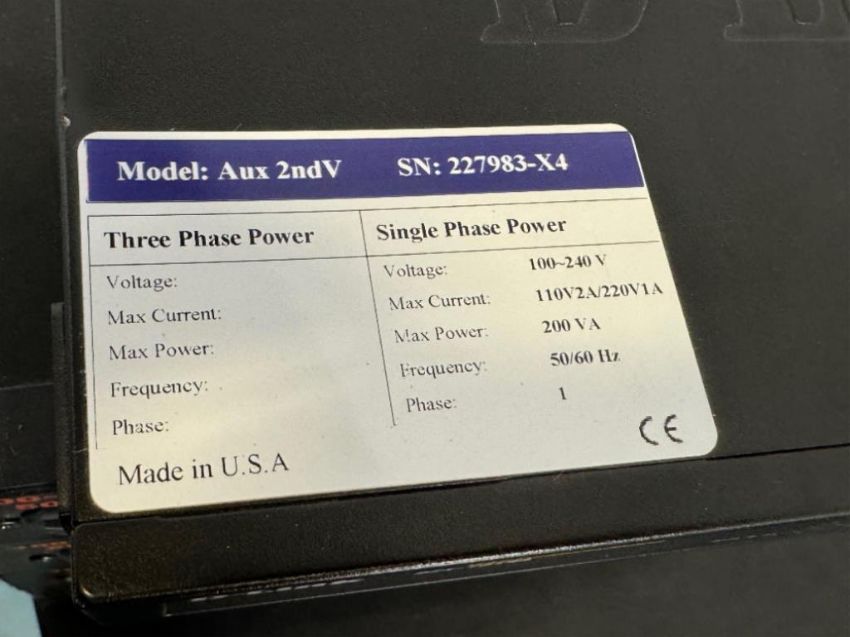 Model: Aux 2ndV SN: 227983-X4
Three Phase Power
Voltage:
Max Current:
Max Power:
Frequency:
Phase:
Single Phase Power
Voltage: 100~240 V
Max Current: 110V2A/220V1A
Max Power: 200 VA
Frequency: 50/60 Hz
Phase: 1
Made in U.S.A
CE